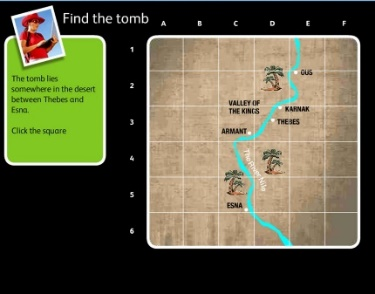 Find the tomb
The tomb lies
somewhere in the desert
between Thebes and
Esna.
Click the square
A B C D E F
1
2
3
4
5
6
QUS
VALLEY OF
THE KINGS
KARNAK
THEBES
ARMANT
ESNA